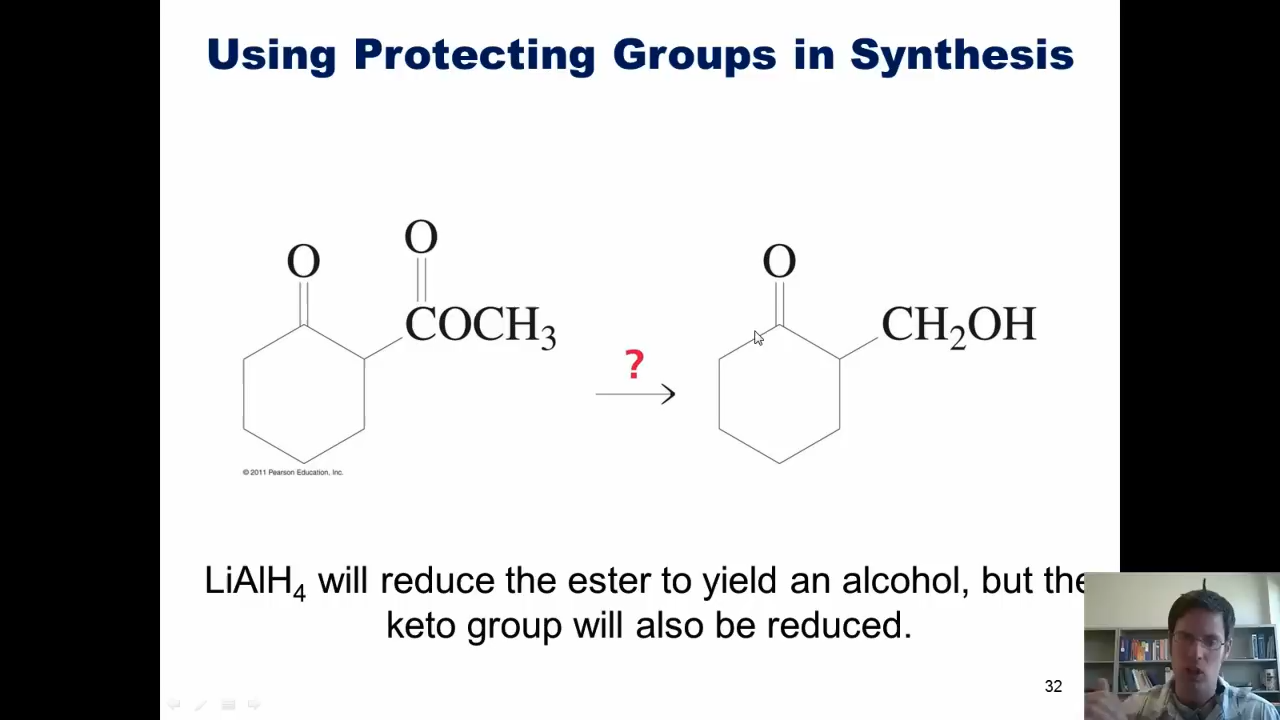 Using Protecting Groups in Synthesis
O
O
COCH3
?
O
CH2OH
© 2011 Pearson Education, Inc.
LiAlH4 will reduce the ester to yield an alcohol, but the
keto group will also be reduced.
32